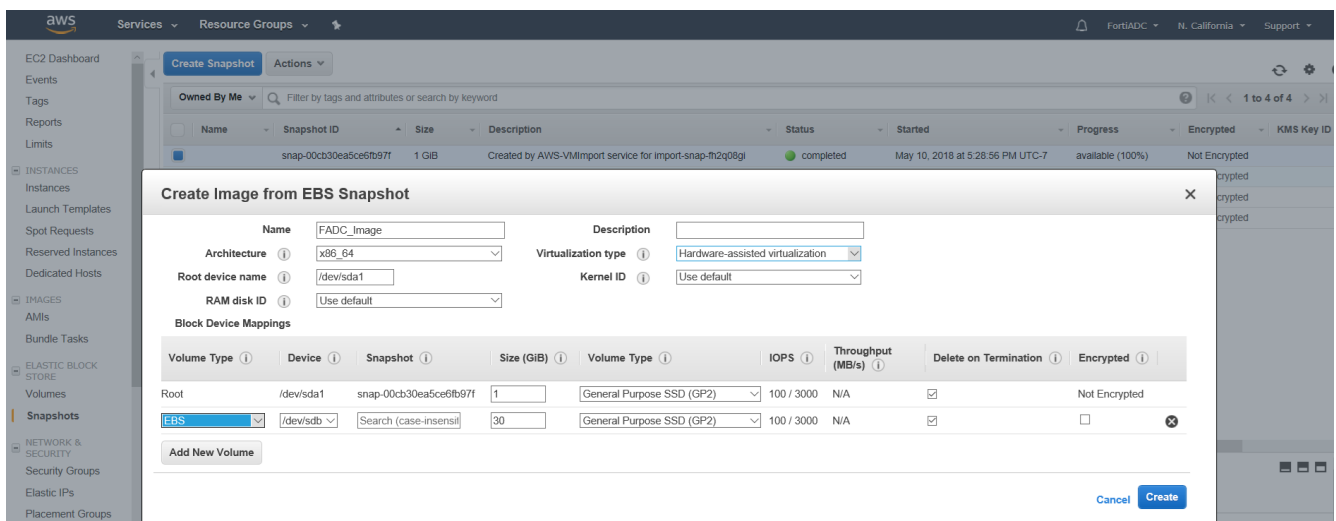 aws Services Resource Groups FortiADC N. California Support
EC2 Dashboard
Events
Tags
Reports
Limits
INSTANCES
Instances
Launch Templates
Spot Requests
Reserved Instances
Dedicated Hosts
IMAGES
AMIs
Bundle Tasks
ELASTIC BLOCK
STORE
Volumes
Snapshots
NETWORK &
SECURITY
Security Groups
Elastic IPs
Placement Groups
Create Snapshot Actions
Owned By Me Filter by tags and attributes or search by keyword 1 to 4 of 4
Name Snapshot ID Size Description Status Started Progress Encrypted KMS Key ID
snap-00cb30ea5ce6fb97f 1 GiB Created by AWS-VMImport service for import-snap-fh2q08gi completed May 10, 2018 at 5:28:56 PM UTC-7 available (100%) Not Encrypted
crypted
crypted
crypted
Create Image from EBS Snapshot
Name FADC_Image Description
Architecture x86_64 Virtualization type Hardware-assisted virtualization
Root device name /dev/sda1 Kernel ID Use default
RAM disk ID Use default
Block Device Mappings
Volume Type Device Snapshot Size (GiB) Volume Type IOPS Throughput (MB/s) Delete on Termination Encrypted
Root /dev/sda1 snap-00cb30ea5ce6fb97f 1 General Purpose SSD (GP2) 100 / 3000 N/A Not Encrypted
EBS /dev/sdb Search (case-insensit 30 General Purpose SSD (GP2) 100 / 3000 N/A
Add New Volume
Cancel Create